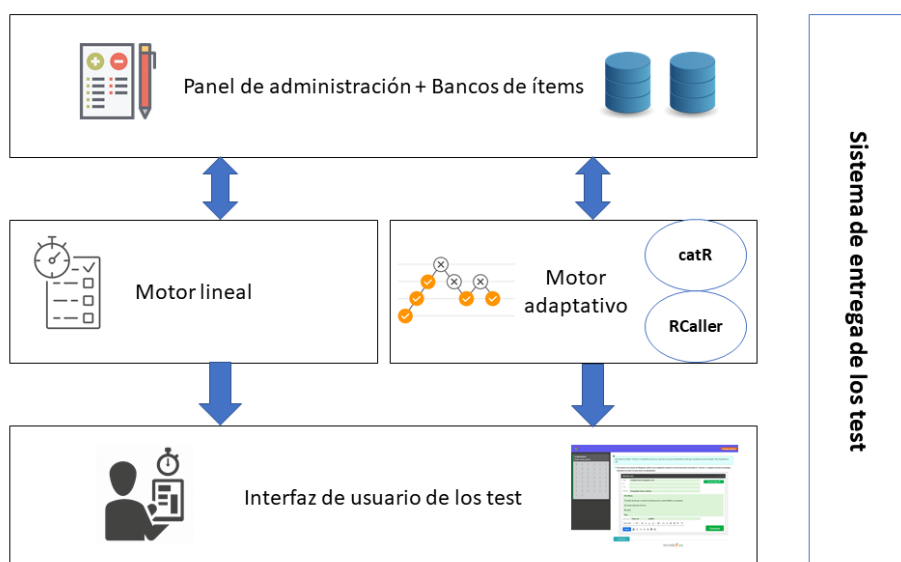 Panel de administración + Bancos de ítems
Motor lineal
Motor
adaptativo
catR
RCaller
Interfaz de usuario de los test
Sistema de entrega de los test